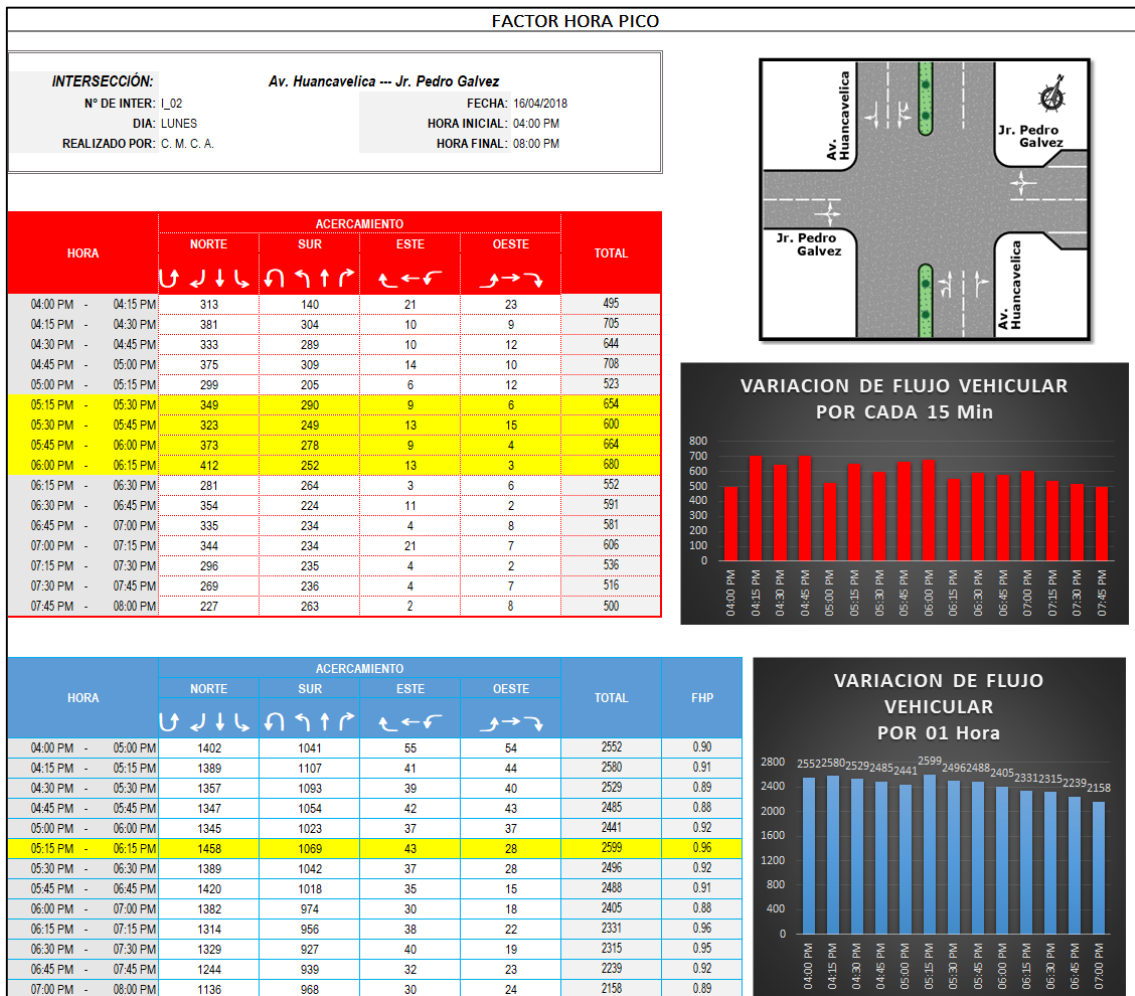 FACTOR HORA PICO
INTERSECCIÓN: Av. Huancavelica --- Jr. Pedro Galvez
N° DE INTER: I_02 FECHA: 16/04/2018
DIA: LUNES HORA INICIAL: 04:00 PM
REALIZADO POR: C. M. C. A. HORA FINAL: 08:00 PM
Av. Huancavelica
Jr. Pedro
Galvez
Jr. Pedro
Galvez
Av. Huancavelica
ACERCAMIENTO
HORA NORTE SUR ESTE OESTE TOTAL
04:00 PM - 04:15 PM 313 140 21 23 495
04:15 PM - 04:30 PM 381 304 10 9 705
04:30 PM - 04:45 PM 333 289 10 12 644
04:45 PM - 05:00 PM 375 309 14 10 708
05:00 PM - 05:15 PM 299 205 6 12 523
05:15 PM - 05:30 PM 349 290 9 6 654
05:30 PM - 05:45 PM 323 249 13 15 600
05:45 PM - 06:00 PM 373 278 9 4 664
06:00 PM - 06:15 PM 412 252 13 3 680
06:15 PM - 06:30 PM 281 264 3 6 552
06:30 PM - 06:45 PM 354 224 11 2 591
06:45 PM - 07:00 PM 335 234 4 8 581
07:00 PM - 07:15 PM 344 234 21 7 606
07:15 PM - 07:30 PM 296 235 4 2 536
07:30 PM - 07:45 PM 269 236 4 7 516
07:45 PM - 08:00 PM 227 263 2 8 500
VARIACION DE FLUJO VEHICULAR
POR CADA 15 Min
800
700
600
500
400
300
200
100
0
04:00 PM 04:15 PM 04:30 PM 04:45 PM 05:00 PM 05:15 PM 05:30 PM 05:45 PM 06:00 PM 06:15 PM 06:30 PM 06:45 PM 07:00 PM 07:15 PM 07:30 PM 07:45 PM
ACERCAMIENTO
HORA NORTE SUR ESTE OESTE TOTAL FHP
04:00 PM - 05:00 PM 1402 1041 55 54 2552 0.90
04:15 PM - 05:15 PM 1389 1107 41 44 2580 0.91
04:30 PM - 05:30 PM 1357 1093 39 40 2529 0.89
04:45 PM - 05:45 PM 1347 1054 42 43 2485 0.88
05:00 PM - 06:00 PM 1345 1023 37 37 2441 0.92
05:15 PM - 06:15 PM 1458 1069 43 28 2599 0.96
05:30 PM - 06:30 PM 1389 1042 37 28 2496 0.92
05:45 PM - 06:45 PM 1420 1018 35 15 2488 0.91
06:00 PM - 07:00 PM 1382 974 30 18 2405 0.88
06:15 PM - 07:15 PM 1314 956 38 22 2331 0.96
06:30 PM - 07:30 PM 1329 927 40 19 2315 0.95
06:45 PM - 07:45 PM 1244 939 32 23 2239 0.92
07:00 PM - 08:00 PM 1136 968 30 24 2158 0.89
VARIACION DE FLUJO
VEHICULAR
POR 01 Hora
2552 2580 2529 2485 2441 2599 2496 2488 2405 2331 2315 2239 2158
2800
2400
2000
1600
1200
800
400
0
04:00 PM 04:15 PM 04:30 PM 04:45 PM 05:00 PM 05:15 PM 05:30 PM 05:45 PM 06:00 PM 06:15 PM 06:30 PM 06:45 PM 07:00 PM